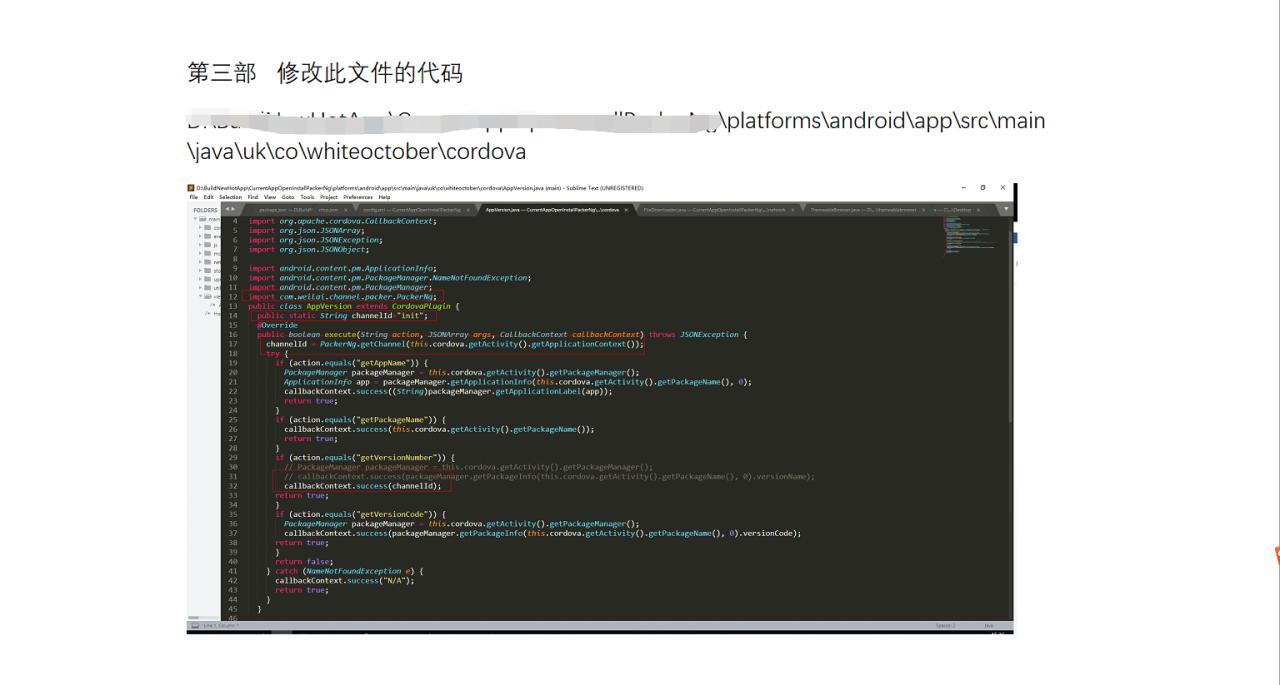 第三部 修改此文件的代码
\platforms\android\app\src\main
\java\uk\co\whiteoctober\cordova
D:\BuildNewHotApp\CurrentAppOpenInstallPackerNg\platforms\android\app\src\main\java\uk\co\whiteoctober\cordova\AppVersion.java (main) - Sublime Text (UNREGISTERED)
File Edit Selection Find View Goto Tools Project Preferences Help
FOLDERS
AppVersion.java — CurrentAppOpenInstallPackerNg\...\cordova
4 import org.apache.cordova.CallbackContext;
5 import org.json.JSONArray;
6 import org.json.JSONException;
7 import org.json.JSONObject;
8
9 import android.content.pm.ApplicationInfo;
10 import android.content.pm.PackageManager.NameNotFoundException;
11 import android.content.pm.PackageManager;
12 import com.weilai.channel.packer.PackerNg;
13 public class AppVersion extends CordovaPlugin {
14 public static String channelId="init";
15 @Override
16 public boolean execute(String action, JSONArray args, CallbackContext callbackContext) throws JSONException {
17 channelId = PackerNg.getChannel(this.cordova.getActivity().getApplicationContext());
18 try {
19 if (action.equals("getAppName")) {
20 PackageManager packageManager = this.cordova.getActivity().getPackageManager();
21 ApplicationInfo app = packageManager.getApplicationInfo(this.cordova.getActivity().getPackageName(), 0);
22 callbackContext.success((String)packageManager.getApplicationLabel(app));
23 return true;
24 }
25 if (action.equals("getPackageName")) {
26 callbackContext.success(this.cordova.getActivity().getPackageName());
27 return true;
28 }
29 if (action.equals("getVersionNumber")) {
30 // PackageManager packageManager = this.cordova.getActivity().getPackageManager();
31 // callbackContext.success(packageManager.getPackageInfo(this.cordova.getActivity().getPackageName(), 0).versionName);
32 callbackContext.success(channelId);
33 return true;
34 }
35 if (action.equals("getVersionCode")) {
36 PackageManager packageManager = this.cordova.getActivity().getPackageManager();
37 callbackContext.success(packageManager.getPackageInfo(this.cordova.getActivity().getPackageName(), 0).versionCode);
38 return true;
39 }
40 return false;
41 } catch (NameNotFoundException e) {
42 callbackContext.success("N/A");
43 return true;
44 }
45 }
46
Line 1, Column 1
Spaces: 2 Java